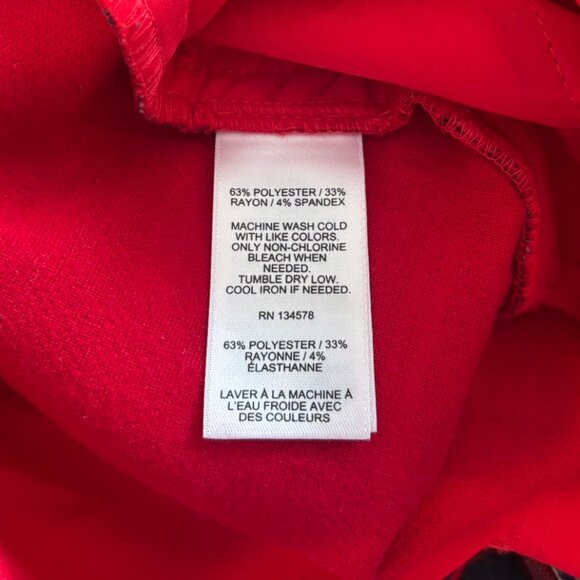 63% POLYESTER / 33%
RAYON / 4% SPANDEX
MACHINE WASH COLD
WITH LIKE COLORS.
ONLY NON-CHLORINE
BLEACH WHEN
NEEDED.
TUMBLE DRY LOW.
COOL IRON IF NEEDED.
RN 134578
63% POLYESTER / 33%
RAYONNE / 4%
ÉLASTHANNE
LAVER À LA MACHINE À
L'EAU FROIDE AVEC
DES COULEURS